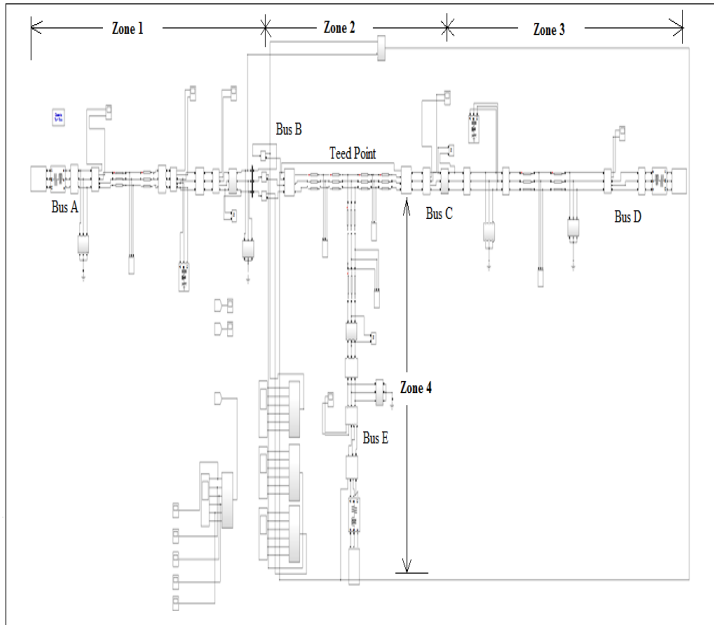 Zone 1
Zone 2
Zone 3
Bus B
Teed Point
Bus A
Bus C
Bus D
Zone 4
Bus E